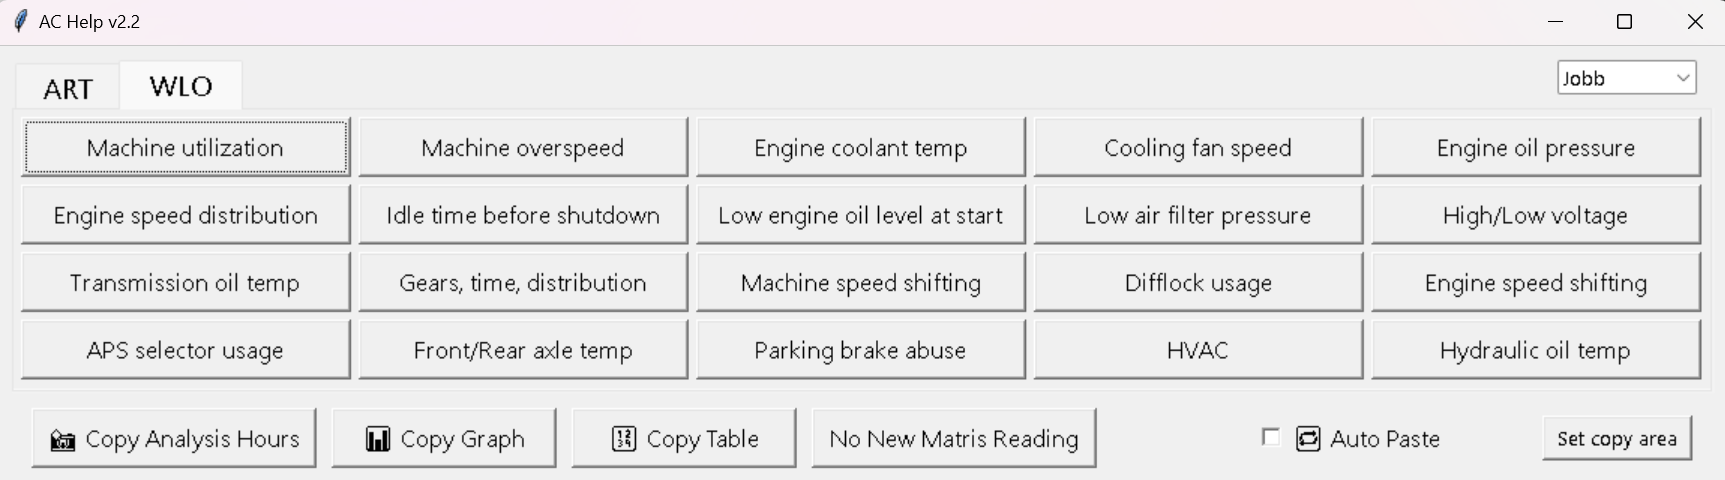 AC Help v2.2
ART WLO Jobb
Machine utilization Machine overspeed Engine coolant temp Cooling fan speed Engine oil pressure
Engine speed distribution Idle time before shutdown Low engine oil level at start Low air filter pressure High/Low voltage
Transmission oil temp Gears, time, distribution Machine speed shifting Difflock usage Engine speed shifting
APS selector usage Front/Rear axle temp Parking brake abuse HVAC Hydraulic oil temp
Copy Analysis Hours Copy Graph Copy Table No New Matris Reading Auto Paste Set copy area